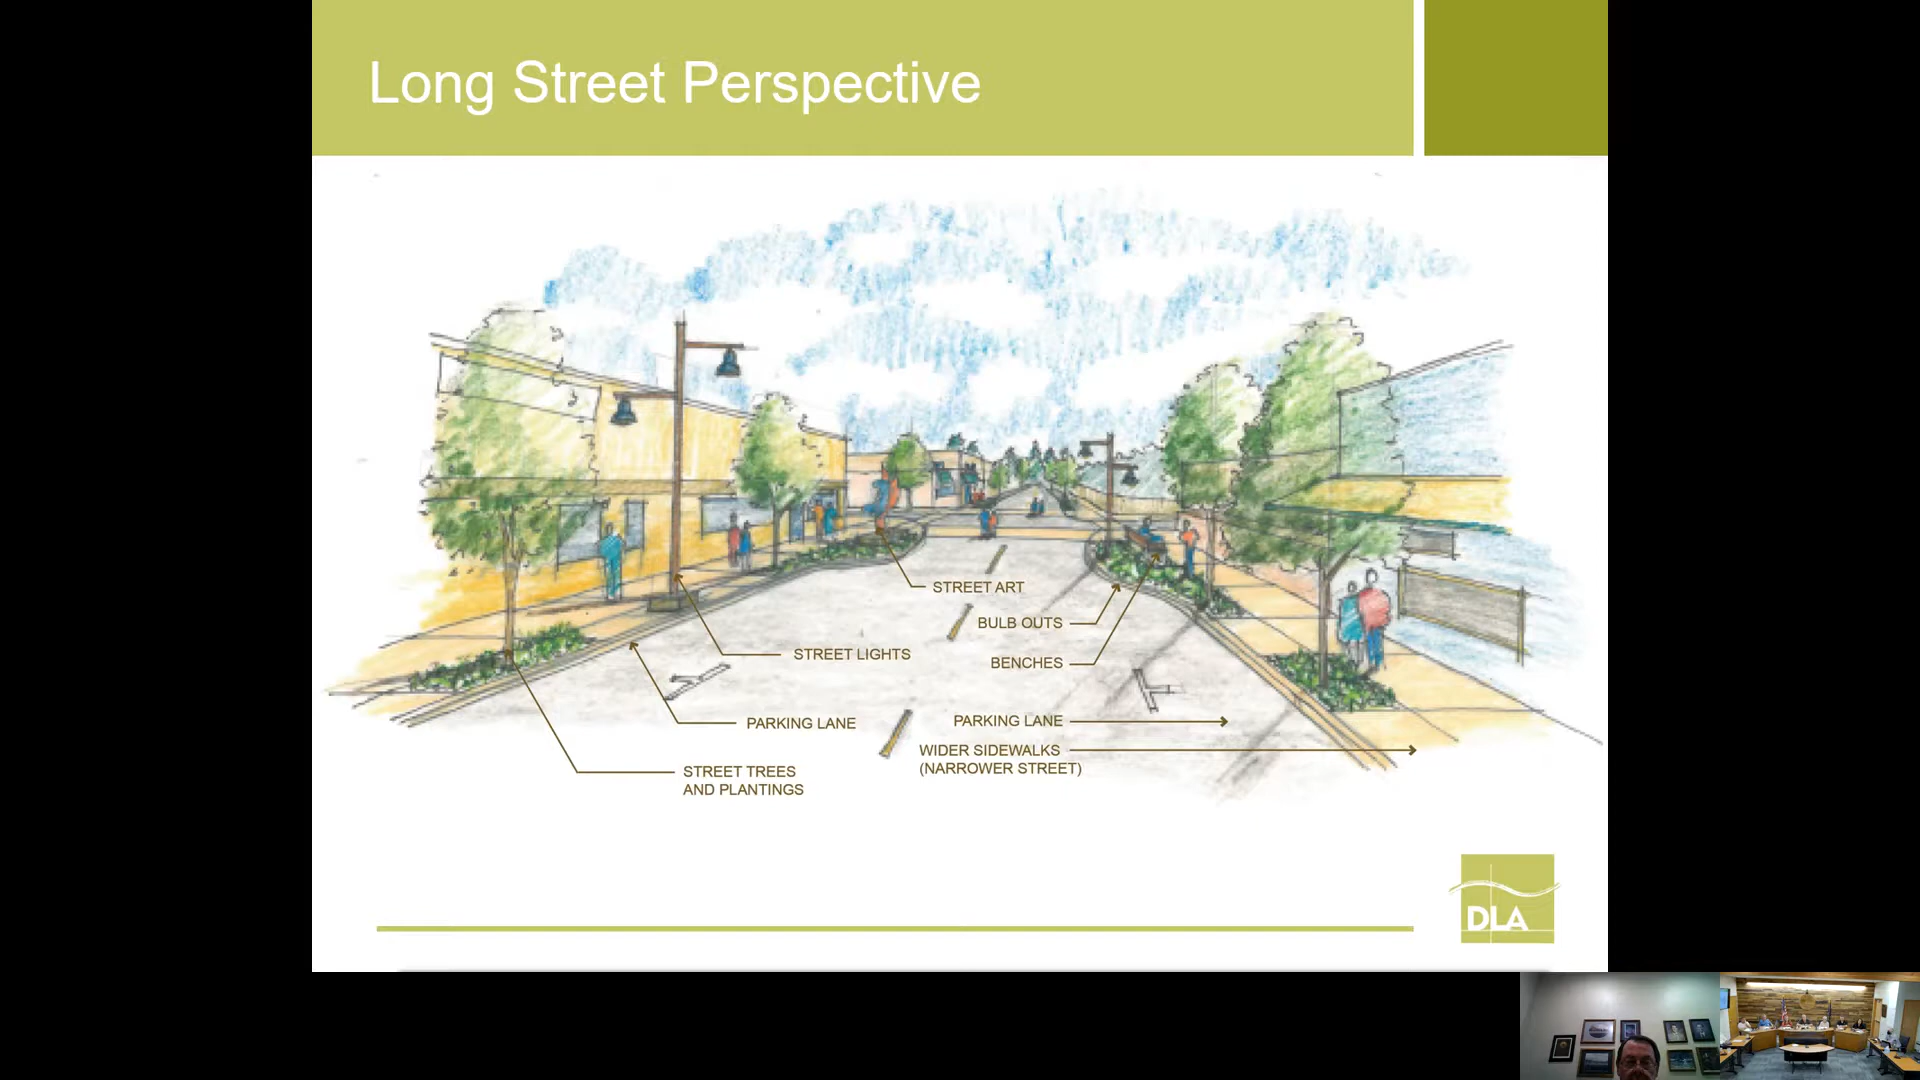 Long Street Perspective
STREET ART
BULB OUTS
STREET LIGHTS
BENCHES
PARKING LANE
PARKING LANE
WIDER SIDEWALKS
(NARROWER STREET)
STREET TREES
AND PLANTINGS
DLA